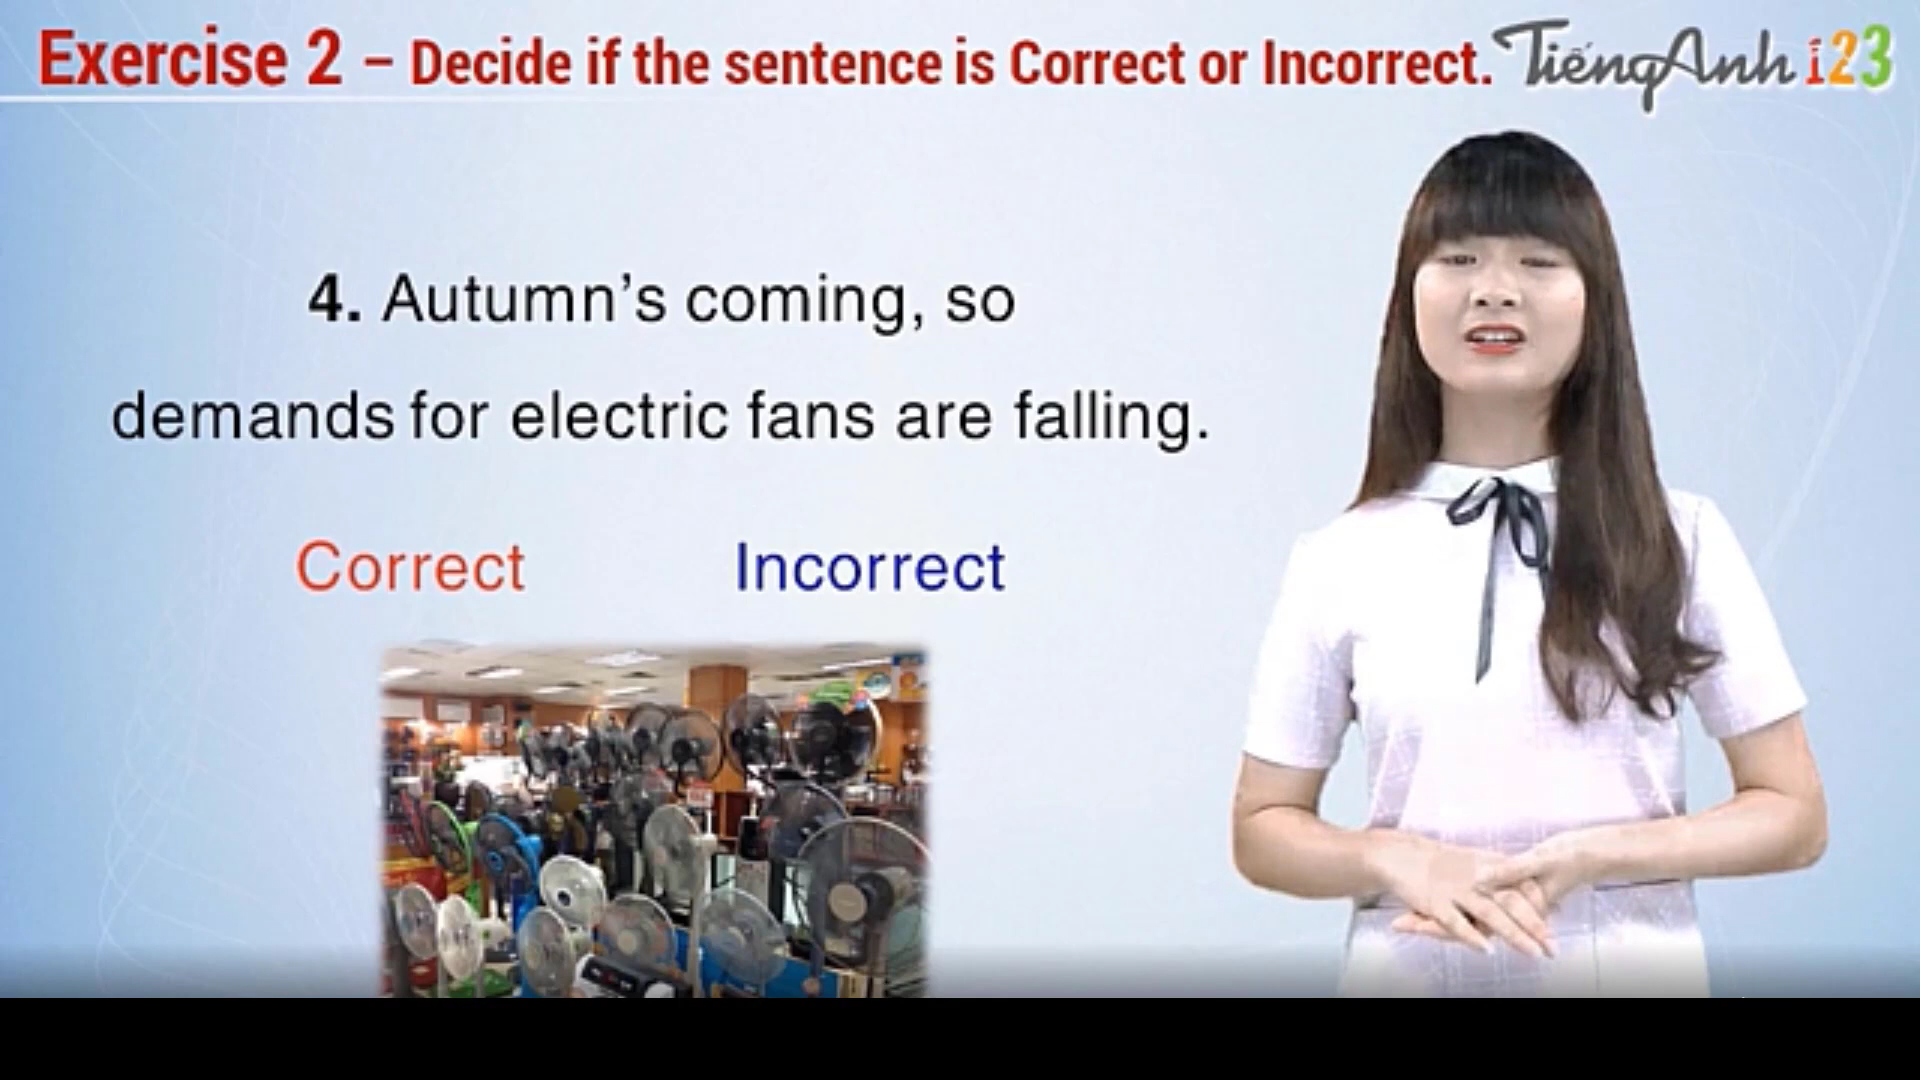 Exercise 2 – Decide if the sentence is Correct or Incorrect.
TiếngAnh 123
4. Autumn’s coming, so
demands for electric fans are falling.
Correct Incorrect